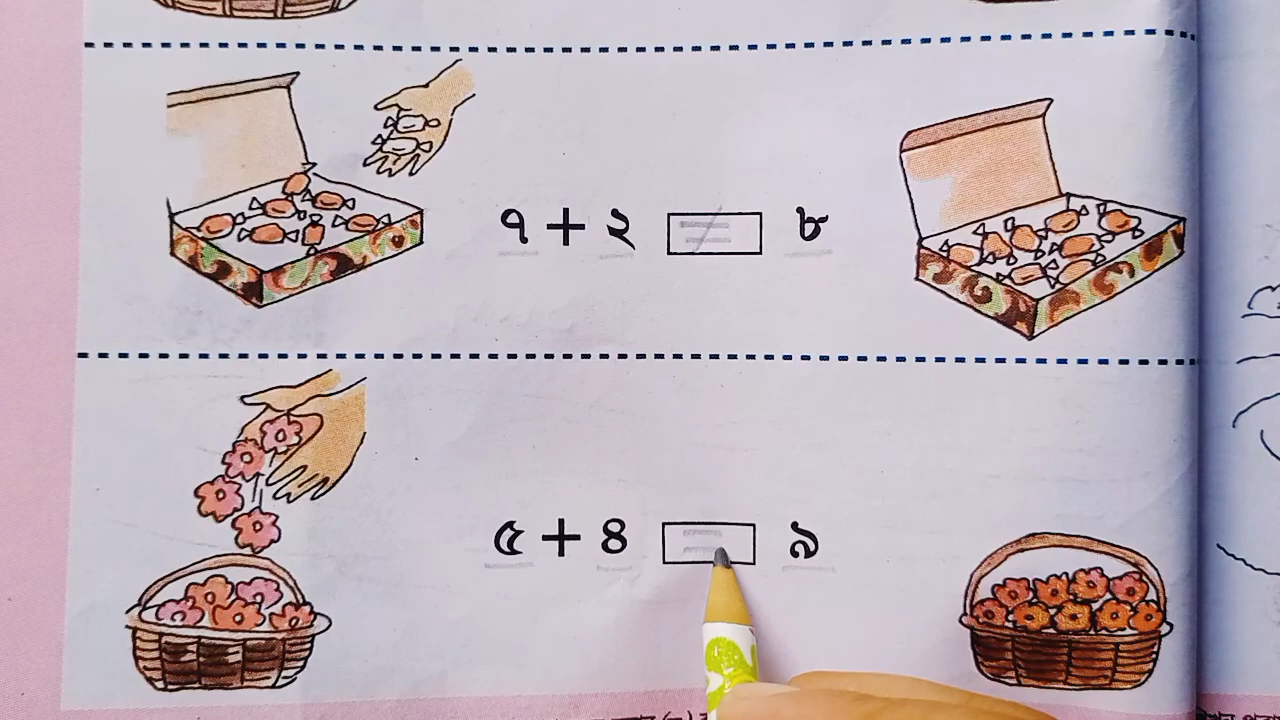 ৭ + ২ ≠ ৮
৫ + ৪ = ৯